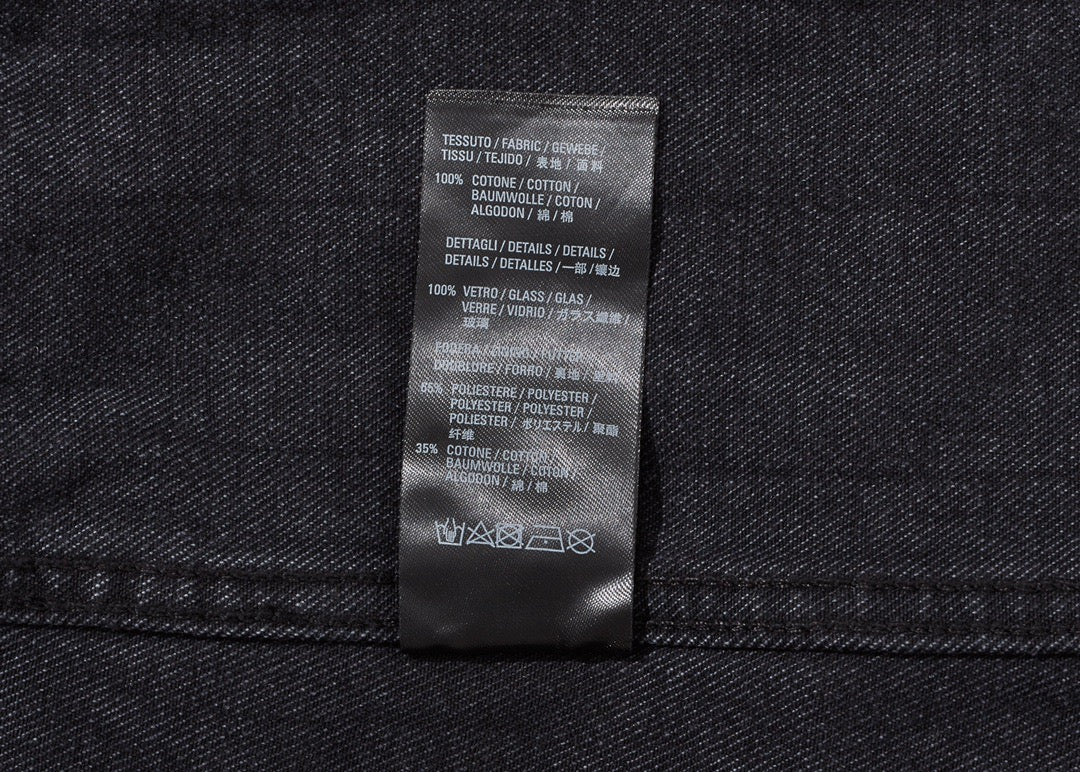 TESSUTO / FABRIC / GEWEBE /
TISSU / TEJIDO / 表地 / 面料
100% COTONE / COTTON /
BAUMWOLLE / COTON /
ALGODON / 綿 / 棉
DETTAGLI / DETAILS / DETAILS /
DETAILS / DETALLES / 一部 / 镶边
100% VETRO / GLASS / GLAS /
VERRE / VIDRIO / ガラス繊維 /
玻璃
FODERA /
DOUBLURE / FORRO / 裏地 /
65% POLIESTERE / POLYESTER /
POLYESTER / POLYESTER /
POLIESTER / ポリエステル / 聚酯
纤维
35% COTONE / COTTON /
BAUMWOLLE / COTON /
ALGODON / 綿 / 棉